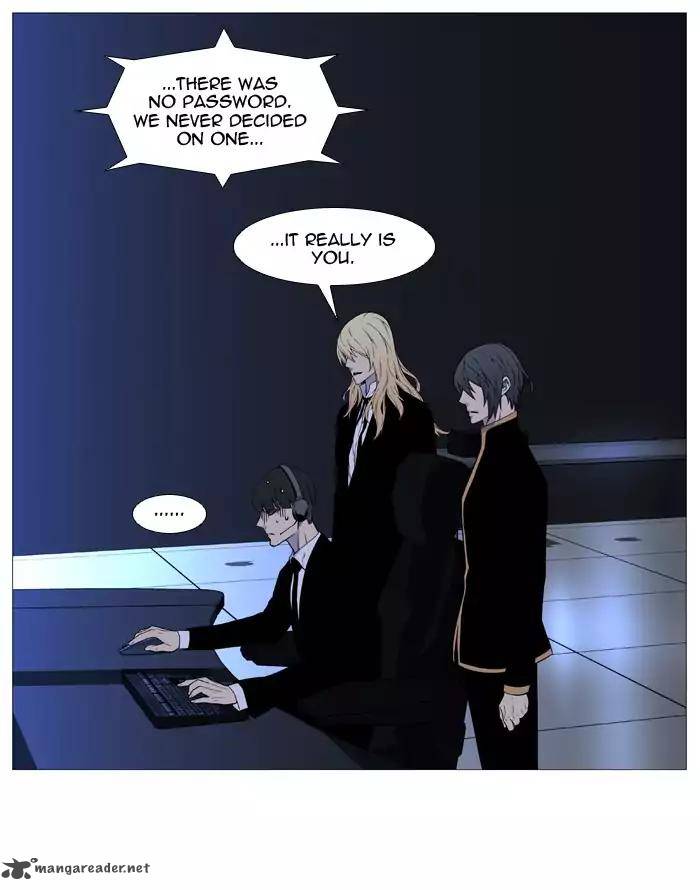 ...THERE WAS
NO PASSWORD.
WE NEVER DECIDED
ON ONE...
...IT REALLY IS
YOU.
......
mangareader.net